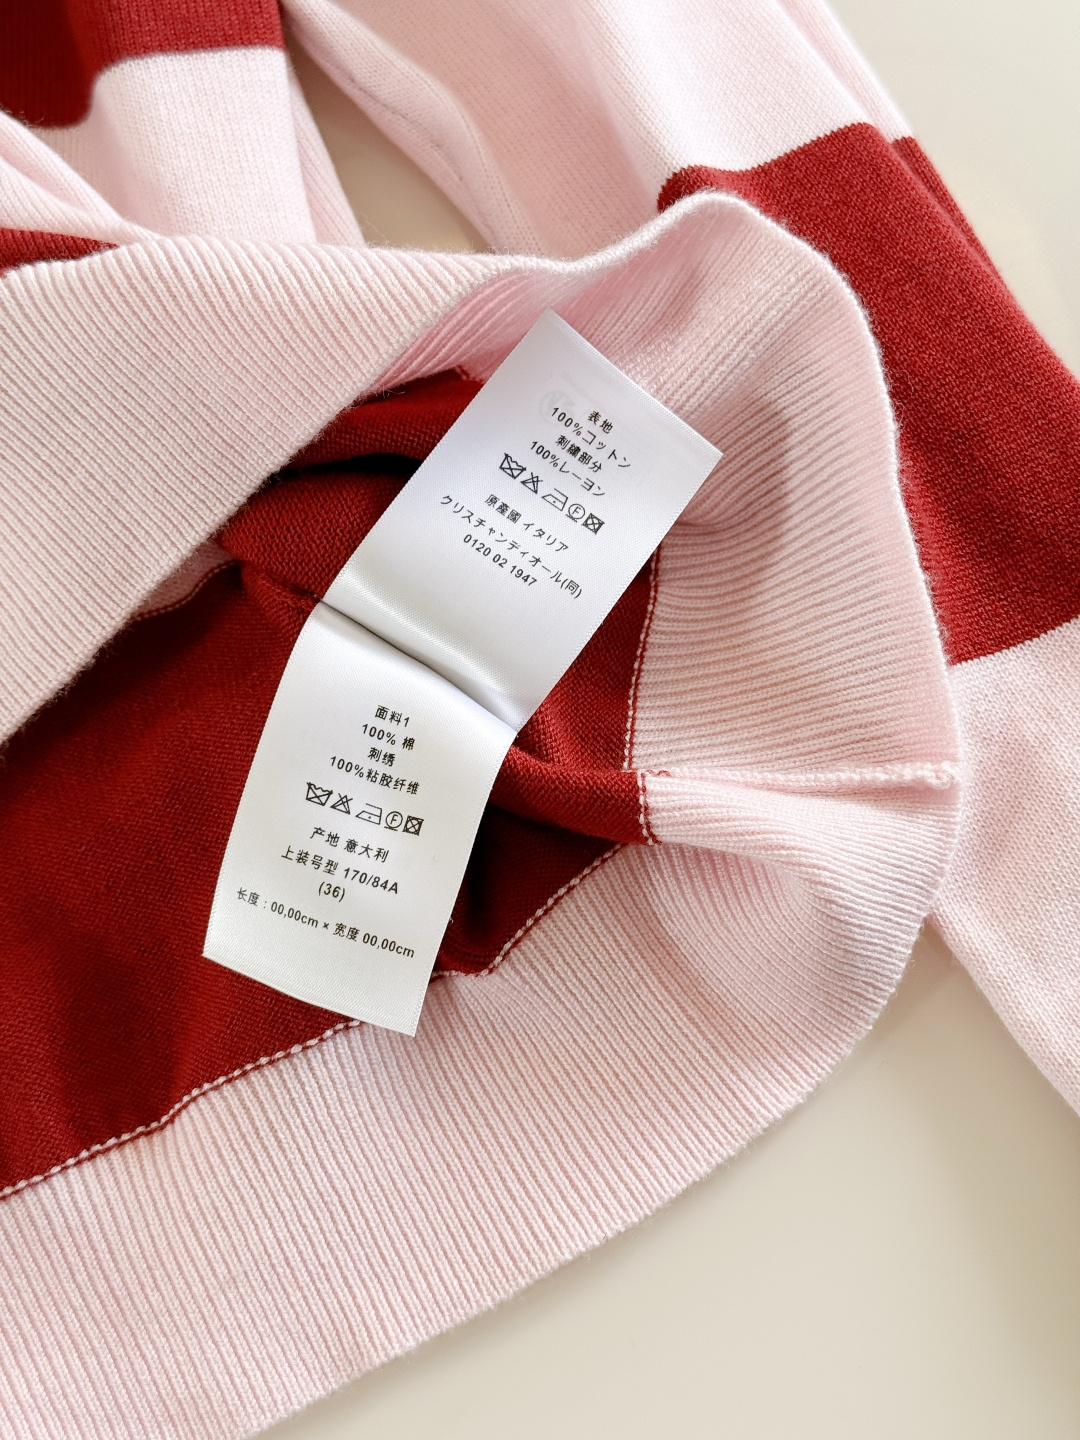 表地
100%コットン
刺繍部分
100%レーヨン
原產國 イタリア
クリスチャンディオール(同)
0120 02 1947
面料1
100% 棉
刺绣
100%粘胶纤维
产地 意大利
上装号型 170/84A
(36)
长度 : 00,00cm × 宽度 00,00cm